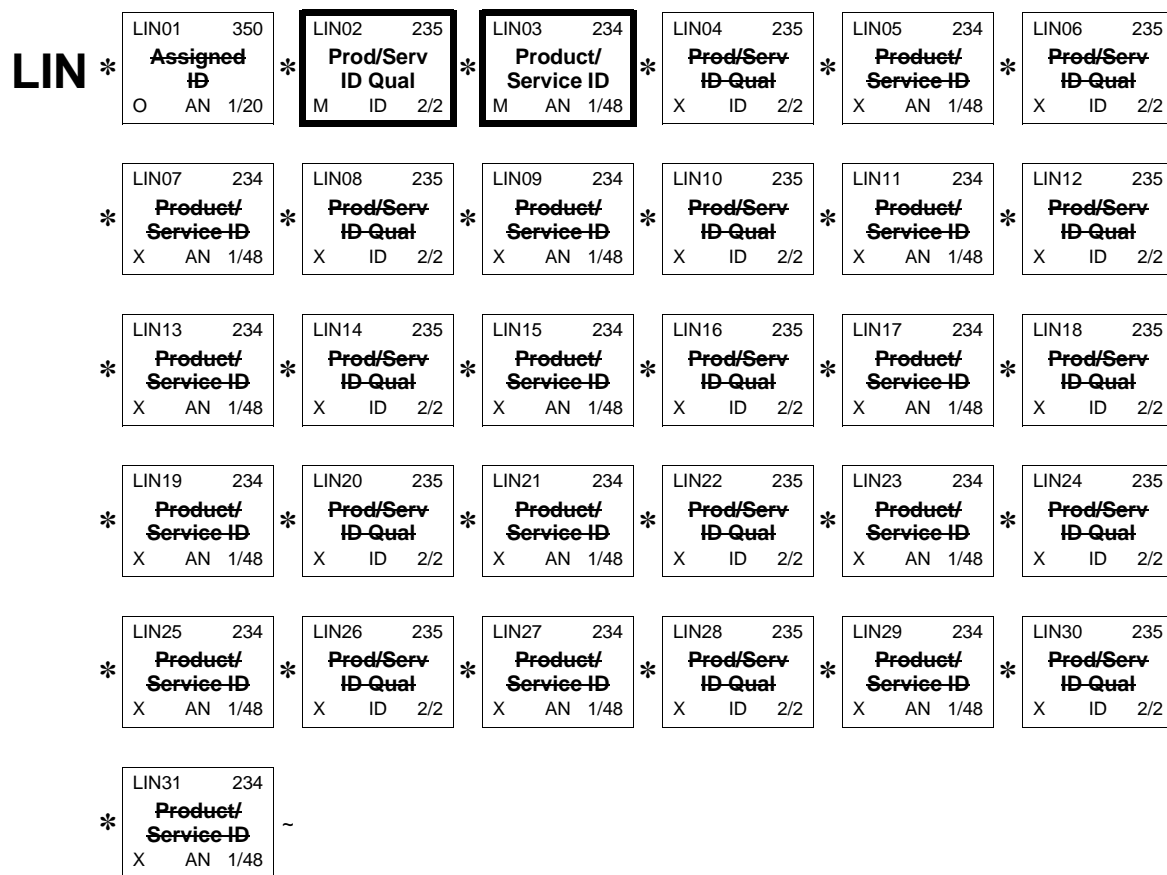 LIN01 350 LIN02 235 LIN03 234 LIN04 235 LIN05 234 LIN06 235
LIN * Assigned * Prod/Serv * Product/ * Prod/Serv * Product/ * Prod/Serv
ID ID Qual Service ID ID Qual Service ID ID Qual
O AN 1/20 M ID 2/2 M AN 1/48 X ID 2/2 X AN 1/48 X ID 2/2
LIN07 234 LIN08 235 LIN09 234 LIN10 235 LIN11 234 LIN12 235
* Product/ * Prod/Serv * Product/ * Prod/Serv * Product/ * Prod/Serv
Service ID ID Qual Service ID ID Qual Service ID ID Qual
X AN 1/48 X ID 2/2 X AN 1/48 X ID 2/2 X AN 1/48 X ID 2/2
LIN13 234 LIN14 235 LIN15 234 LIN16 235 LIN17 234 LIN18 235
* Product/ * Prod/Serv * Product/ * Prod/Serv * Product/ * Prod/Serv
Service ID ID Qual Service ID ID Qual Service ID ID Qual
X AN 1/48 X ID 2/2 X AN 1/48 X ID 2/2 X AN 1/48 X ID 2/2
LIN19 234 LIN20 235 LIN21 234 LIN22 235 LIN23 234 LIN24 235
* Product/ * Prod/Serv * Product/ * Prod/Serv * Product/ * Prod/Serv
Service ID ID Qual Service ID ID Qual Service ID ID Qual
X AN 1/48 X ID 2/2 X AN 1/48 X ID 2/2 X AN 1/48 X ID 2/2
LIN25 234 LIN26 235 LIN27 234 LIN28 235 LIN29 234 LIN30 235
* Product/ * Prod/Serv * Product/ * Prod/Serv * Product/ * Prod/Serv
Service ID ID Qual Service ID ID Qual Service ID ID Qual
X AN 1/48 X ID 2/2 X AN 1/48 X ID 2/2 X AN 1/48 X ID 2/2
LIN31 234
* Product/ ~
Service ID
X AN 1/48